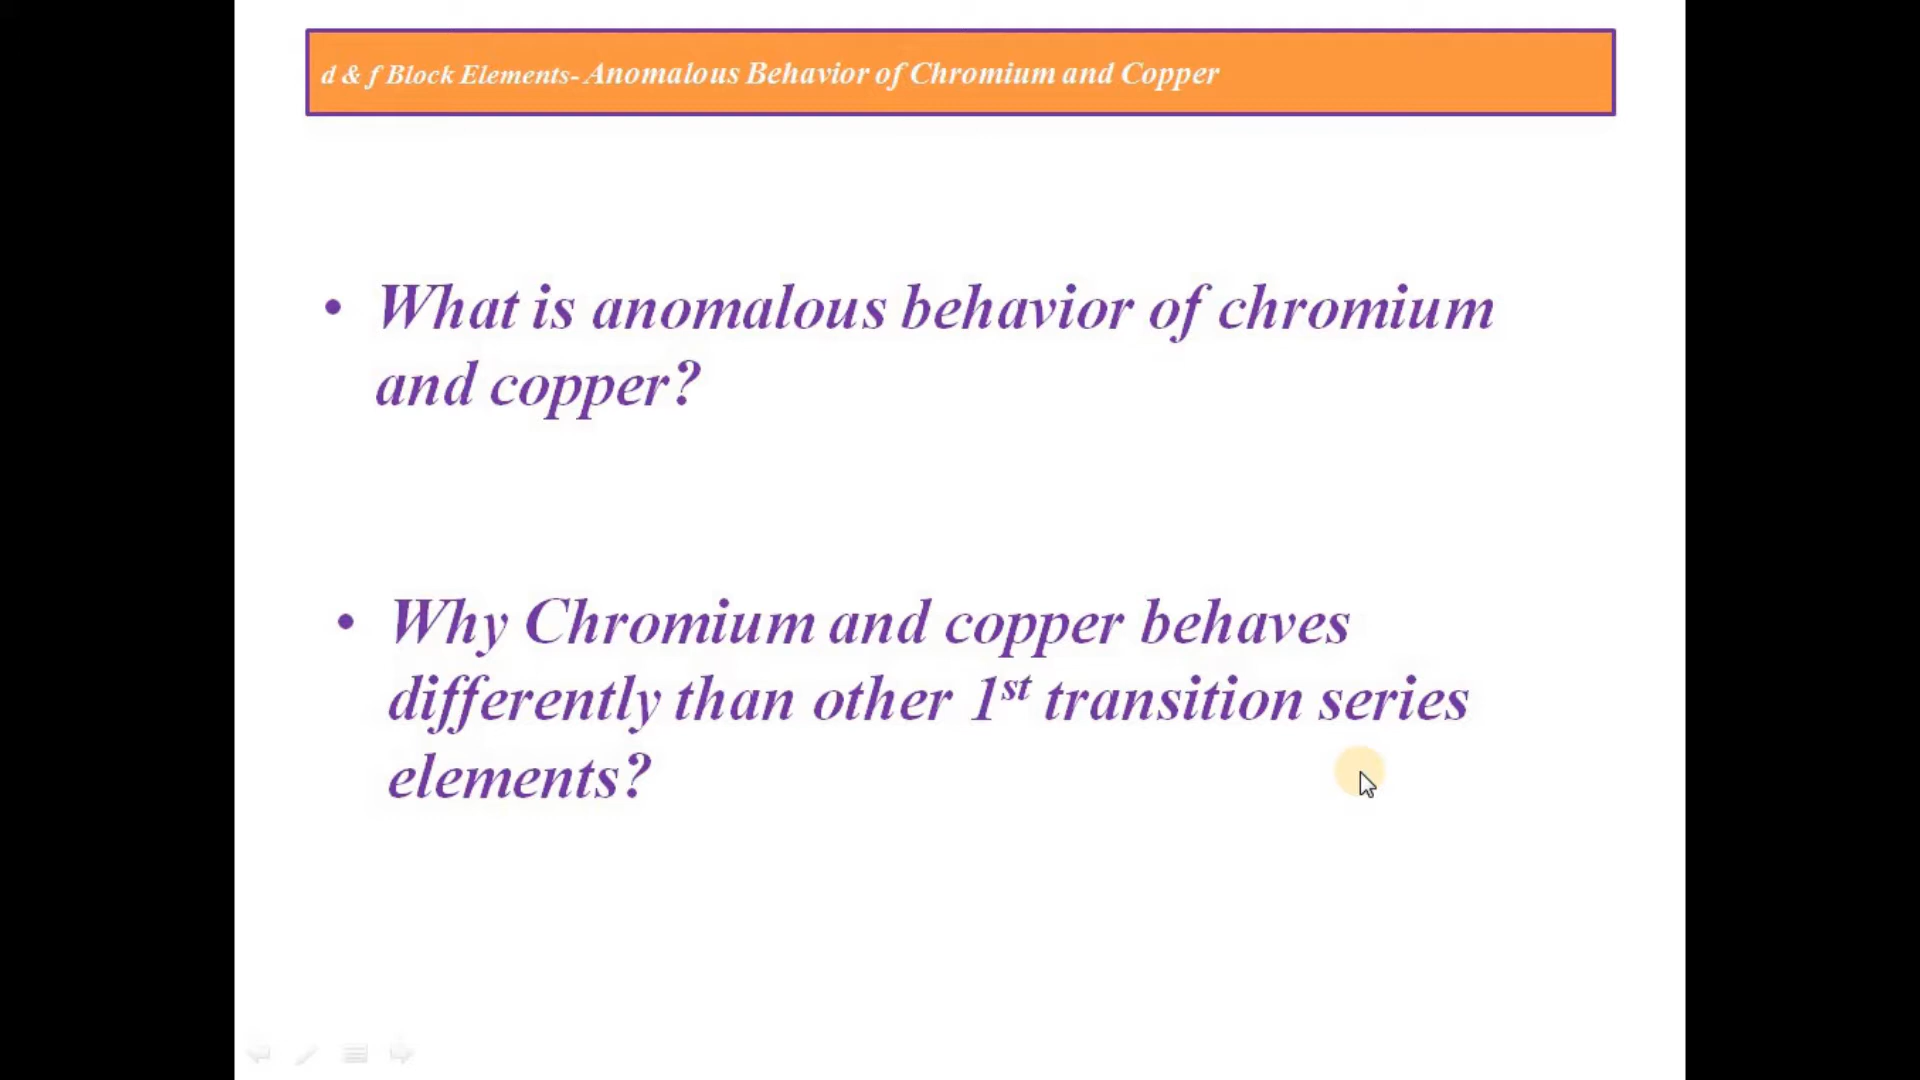 d & f Block Elements- Anomalous Behavior of Chromium and Copper
• What is anomalous behavior of chromium
and copper?
• Why Chromium and copper behaves
differently than other 1st transition series
elements?